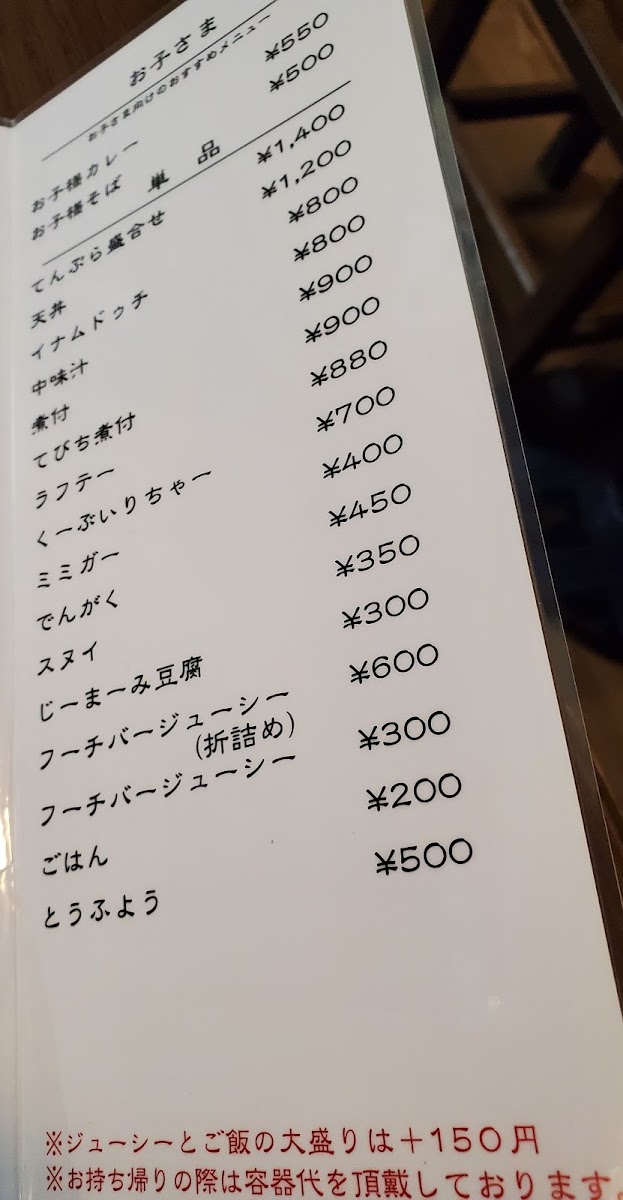 お子さま
お子さま向けのおすすめメニュー
お子様カレー ¥550
お子様そば ¥500
単品
てんぷら盛合せ ¥1,400
天丼 ¥1,200
イナムドゥチ ¥800
中味汁 ¥800
煮付 ¥900
てびち煮付 ¥900
ラフテー ¥880
くーぶいりちゃー ¥700
ミミガー ¥400
でんがく ¥450
スヌイ ¥350
じーまーみ豆腐 ¥300
フーチバージューシー ¥600
(折詰め)
フーチバージューシー ¥300
ごはん ¥200
とうふよう ¥500
※ジューシーとご飯の大盛りは＋150円
※お持ち帰りの際は容器代を頂戴しております。